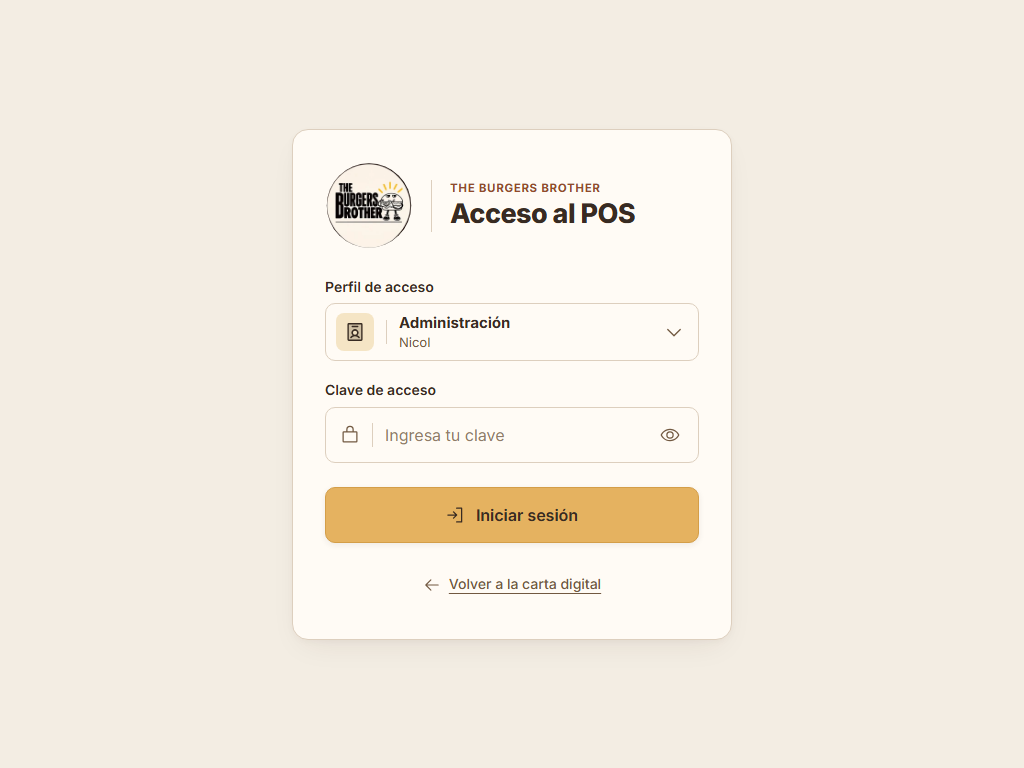 THE
BURGERS
BROTHER
THE BURGERS BROTHER
Acceso al POS
Perfil de acceso
Administración
Nicol
Clave de acceso
Ingresa tu clave
Iniciar sesión
Volver a la carta digital